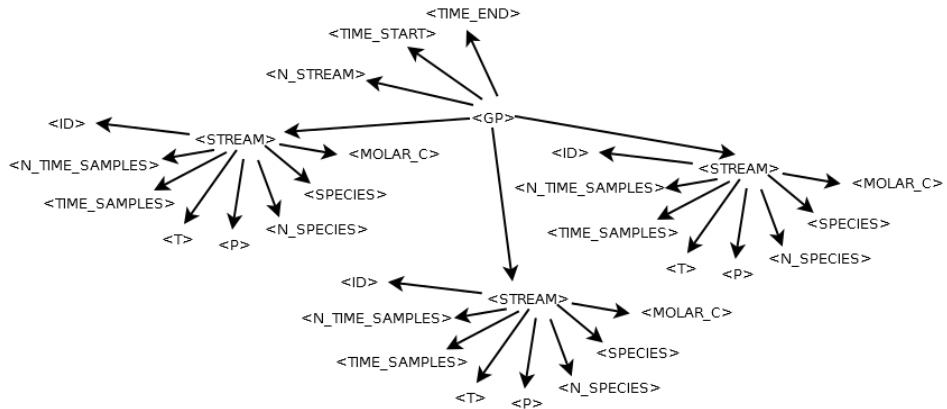 <TIME_END>
<TIME_START>
<N_STREAM>
<GP>
<ID>
<STREAM>
<N_TIME_SAMPLES>
<TIME_SAMPLES>
<T>
<P>
<N_SPECIES>
<SPECIES>
<MOLAR_C>
<ID>
<STREAM>
<N_TIME_SAMPLES>
<TIME_SAMPLES>
<T>
<P>
<N_SPECIES>
<SPECIES>
<MOLAR_C>
<ID>
<STREAM>
<N_TIME_SAMPLES>
<TIME_SAMPLES>
<T>
<P>
<N_SPECIES>
<SPECIES>
<MOLAR_C>